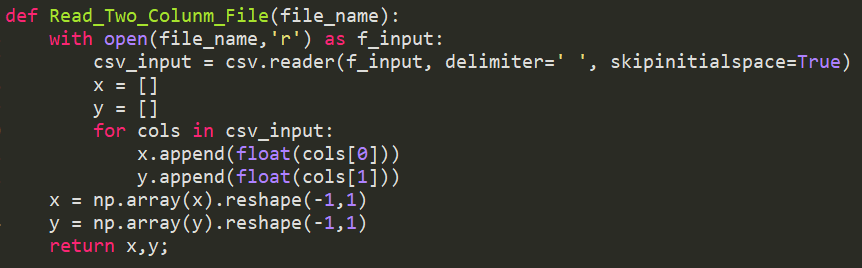 def Read_Two_Colunm_File(file_name):
    with open(file_name,'r') as f_input:
        csv_input = csv.reader(f_input, delimiter=' ', skipinitialspace=True)
        x = []
        y = []
        for cols in csv_input:
            x.append(float(cols[0]))
            y.append(float(cols[1]))
    x = np.array(x).reshape(-1,1)
    y = np.array(y).reshape(-1,1)
    return x,y;